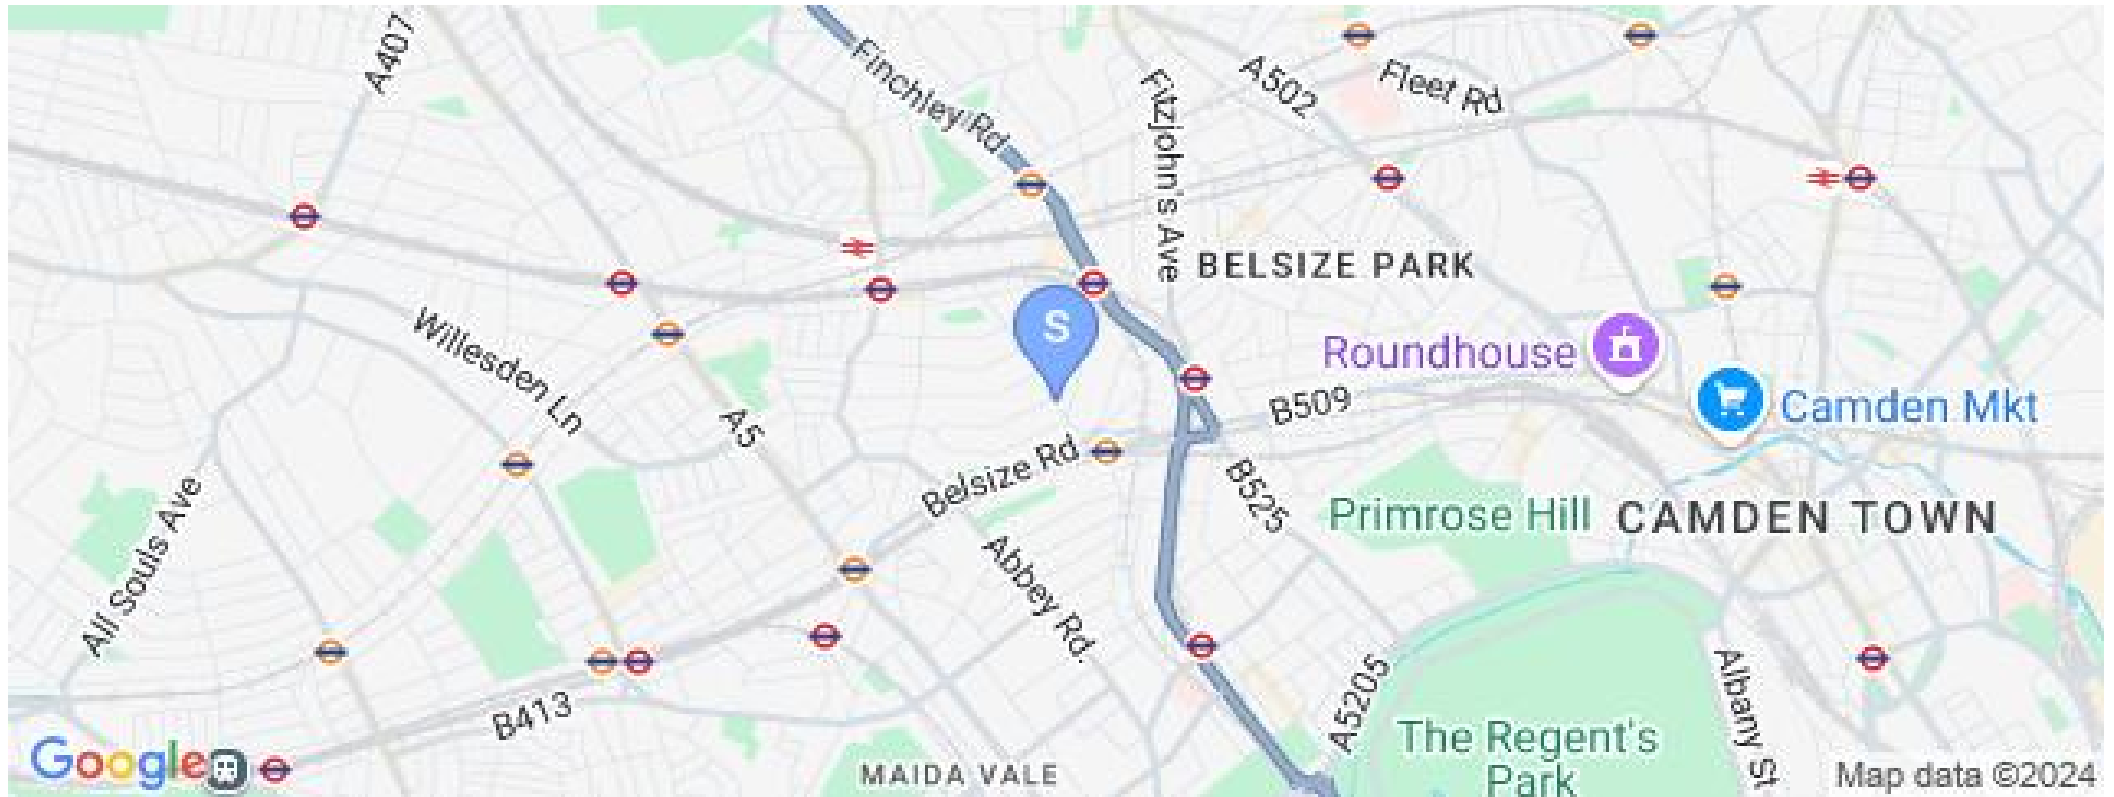 A407
Finchley Rd
Fitzjohn's Ave
A502
Fleet Rd
BELSIZE PARK
S
Willesden Ln
Roundhouse
A5
B509
Camden Mkt
Belsize Rd
B525
Primrose Hill
CAMDEN TOWN
All Souls Ave
Abbey Rd.
A5205
Albany St
B413
The Regent's
Park
Google
MAIDA VALE
Map data ©2024